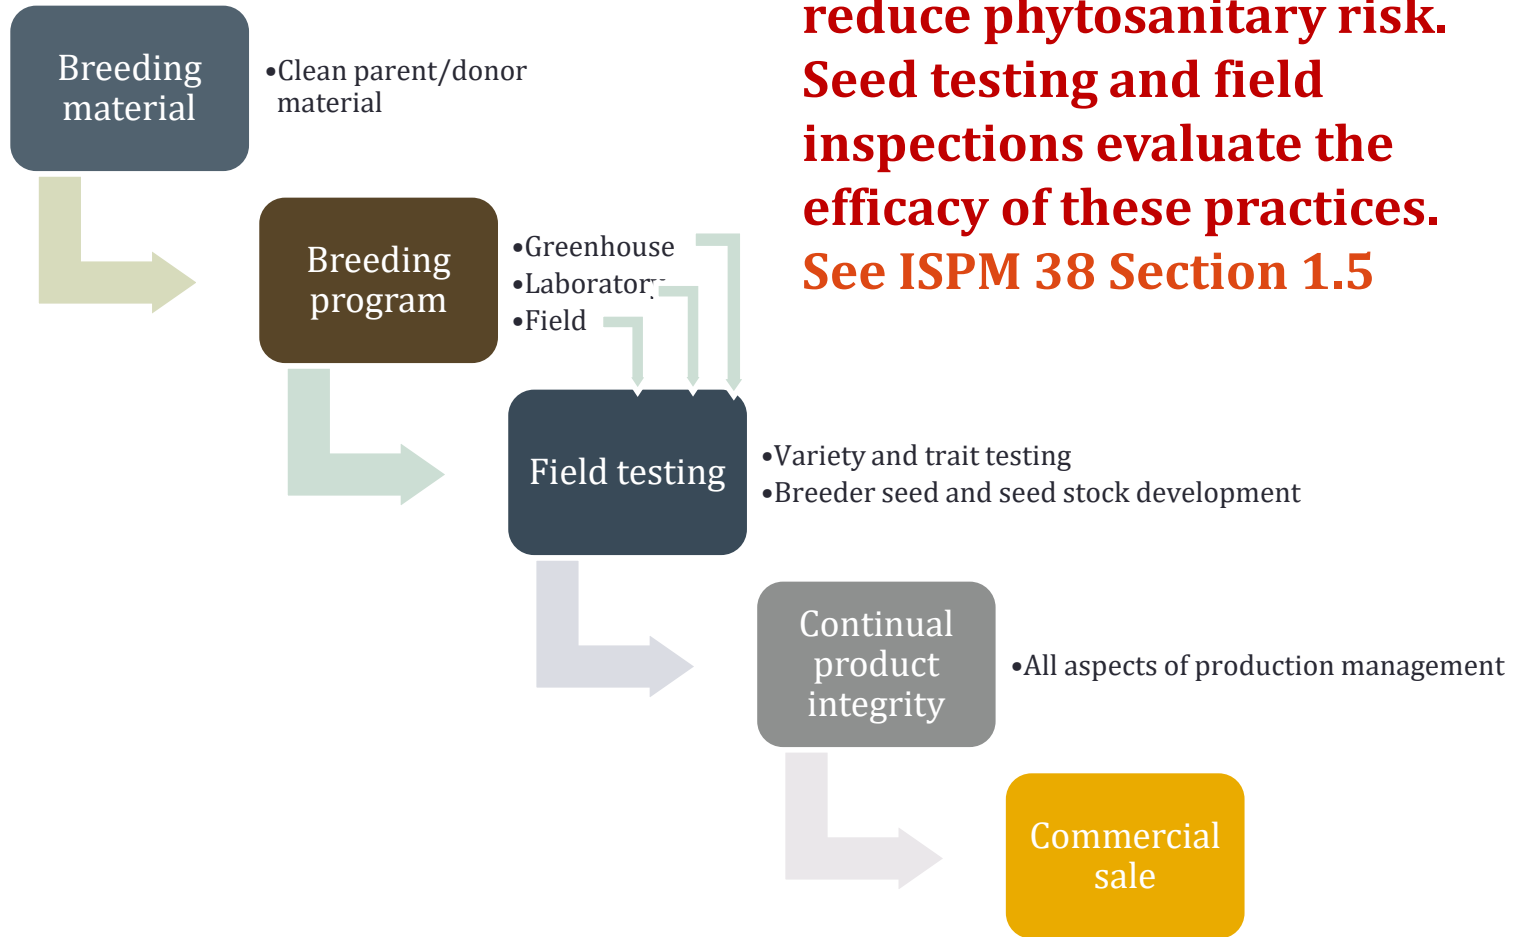 Breeding
material
•Clean parent/donor
material
reduce phytosanitary risk.
Seed testing and field
inspections evaluate the
efficacy of these practices.
See ISPM 38 Section 1.5
Breeding
program
•Greenhouse
•Laboratory
•Field
Field testing
•Variety and trait testing
•Breeder seed and seed stock development
Continual
product
integrity
•All aspects of production management
Commercial
sale